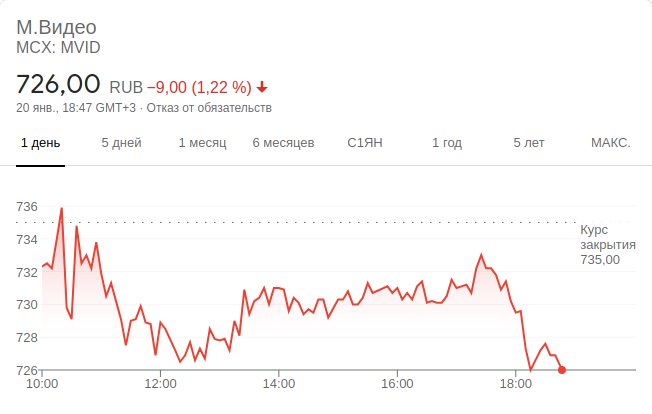 М.Видео
MCX: MVID
726,00 RUB −9,00 (1,22 %)
20 янв., 18:47 GMT+3 · Отказ от обязательств
1 день 5 дней 1 месяц 6 месяцев С1ЯН 1 год 5 лет МАКС.
736
734
732
730
728
726
Курс
закрытия
735,00
10:00 12:00 14:00 16:00 18:00